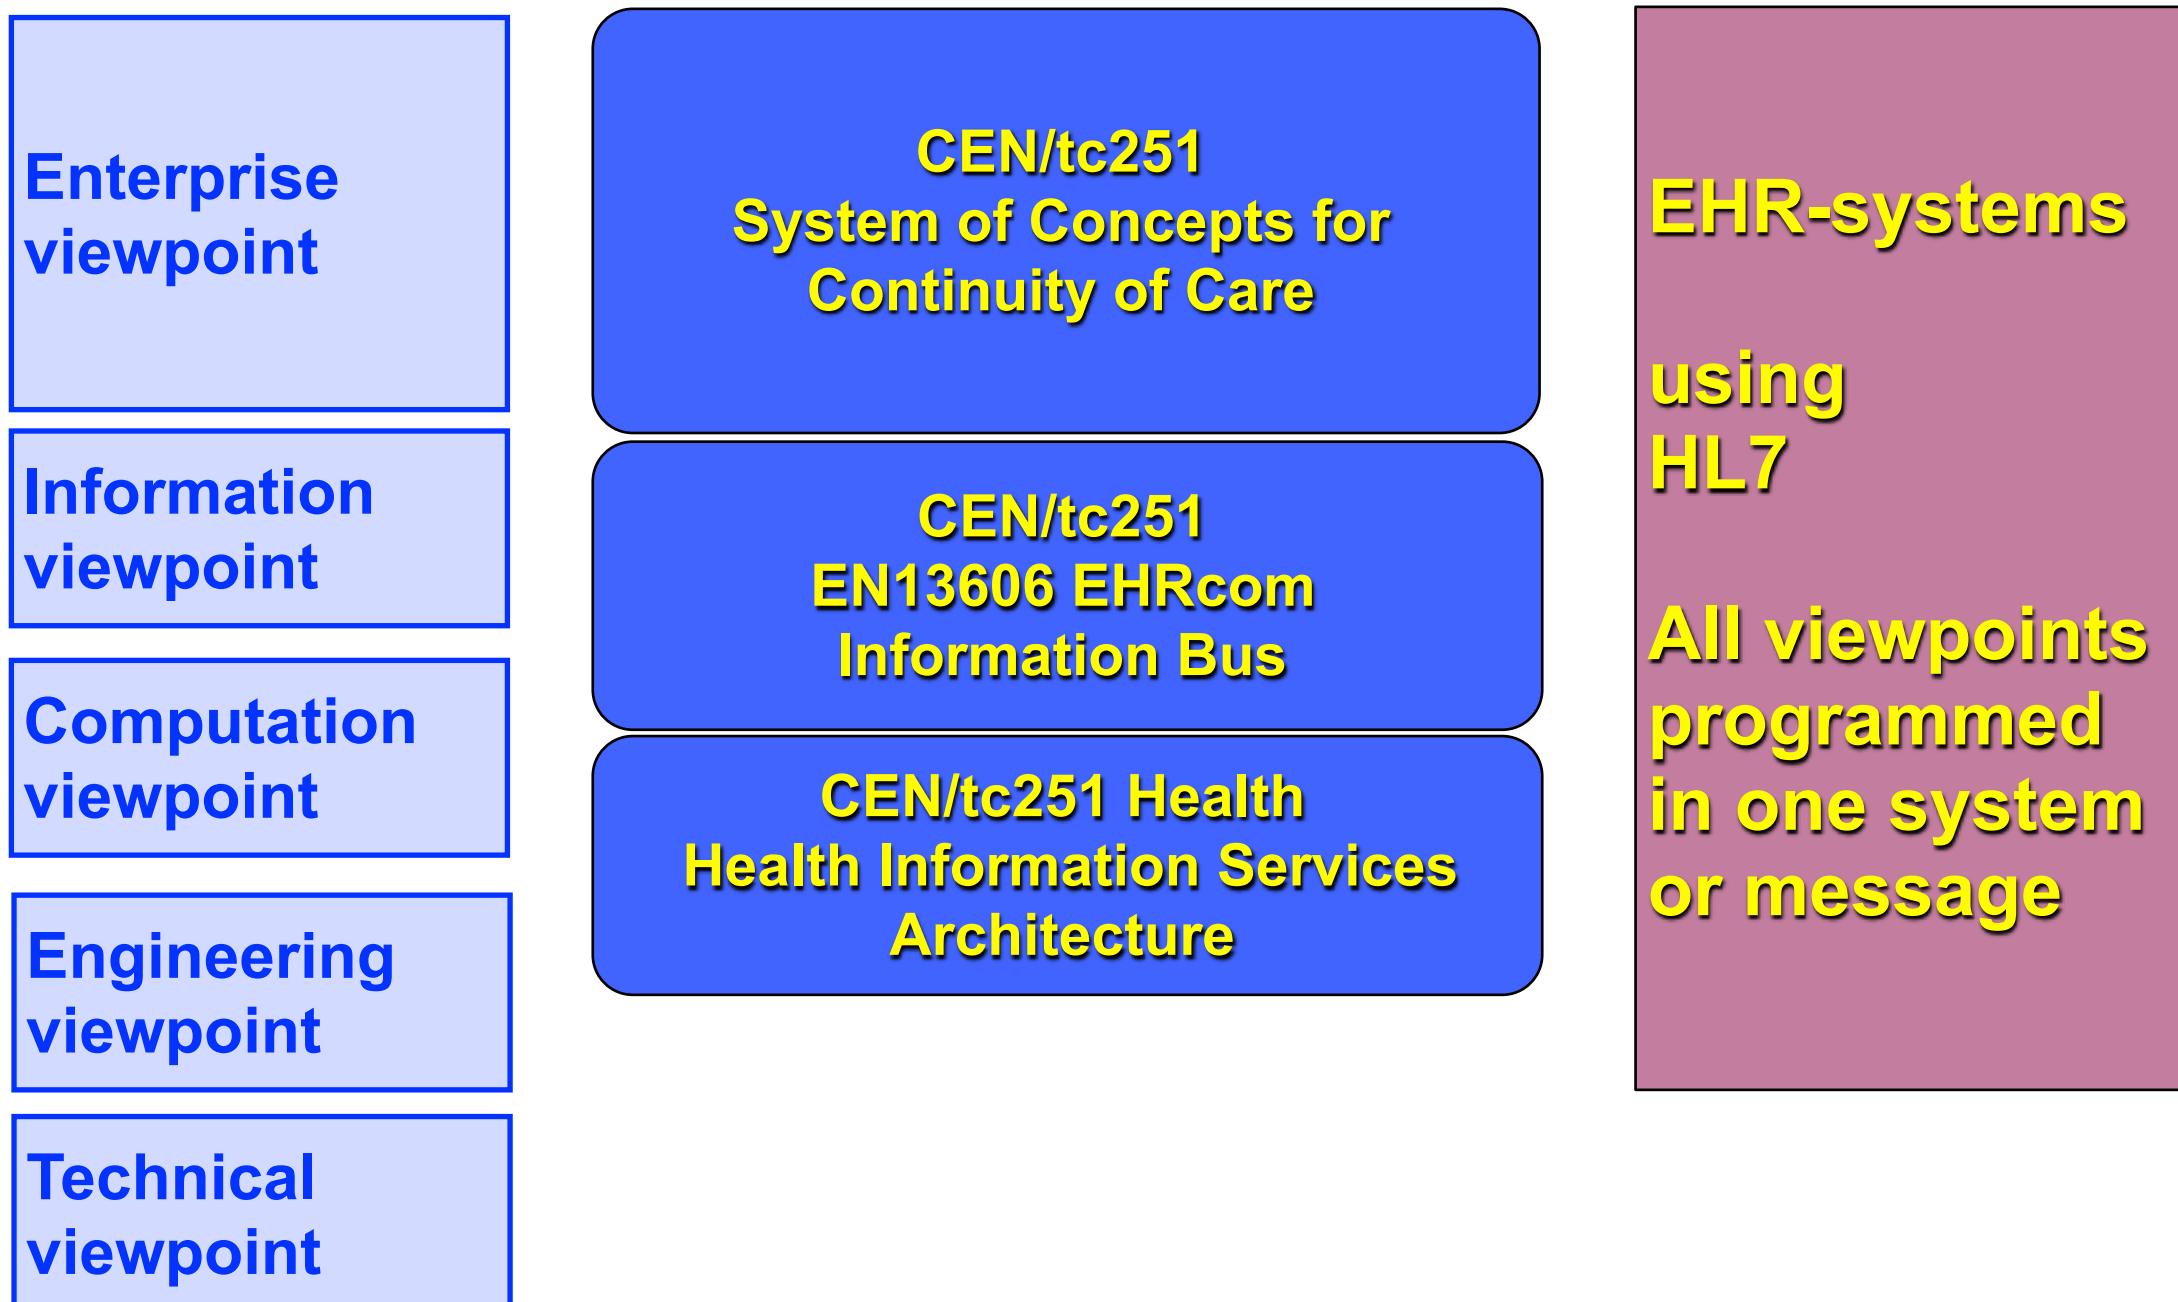 Enterprise
viewpoint
Information
viewpoint
Computation
viewpoint
Engineering
viewpoint
Technical
viewpoint
CEN/tc251
System of Concepts for
Continuity of Care
CEN/tc251
EN13606 EHRcom
Information Bus
CEN/tc251 Health
Health Information Services
Architecture
EHR-systems
using
HL7
All viewpoints
programmed
in one system
or message